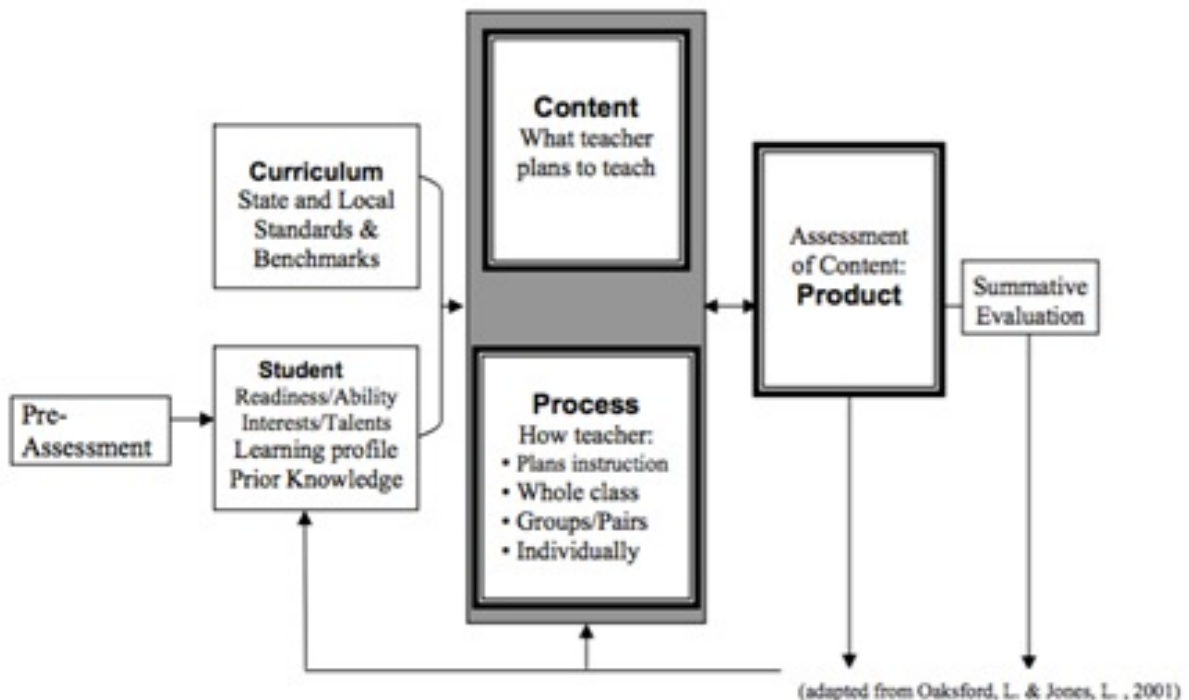 Pre-
Assessment
Curriculum
State and Local
Standards &
Benchmarks
Student
Readiness/Ability
Interests/Talents
Learning profile
Prior Knowledge
Content
What teacher
plans to teach
Process
How teacher:
• Plans instruction
• Whole class
• Groups/Pairs
• Individually
Assessment
of Content:
Product
Summative
Evaluation
(adapted from Oaksford, L. & Jones, L. , 2001)